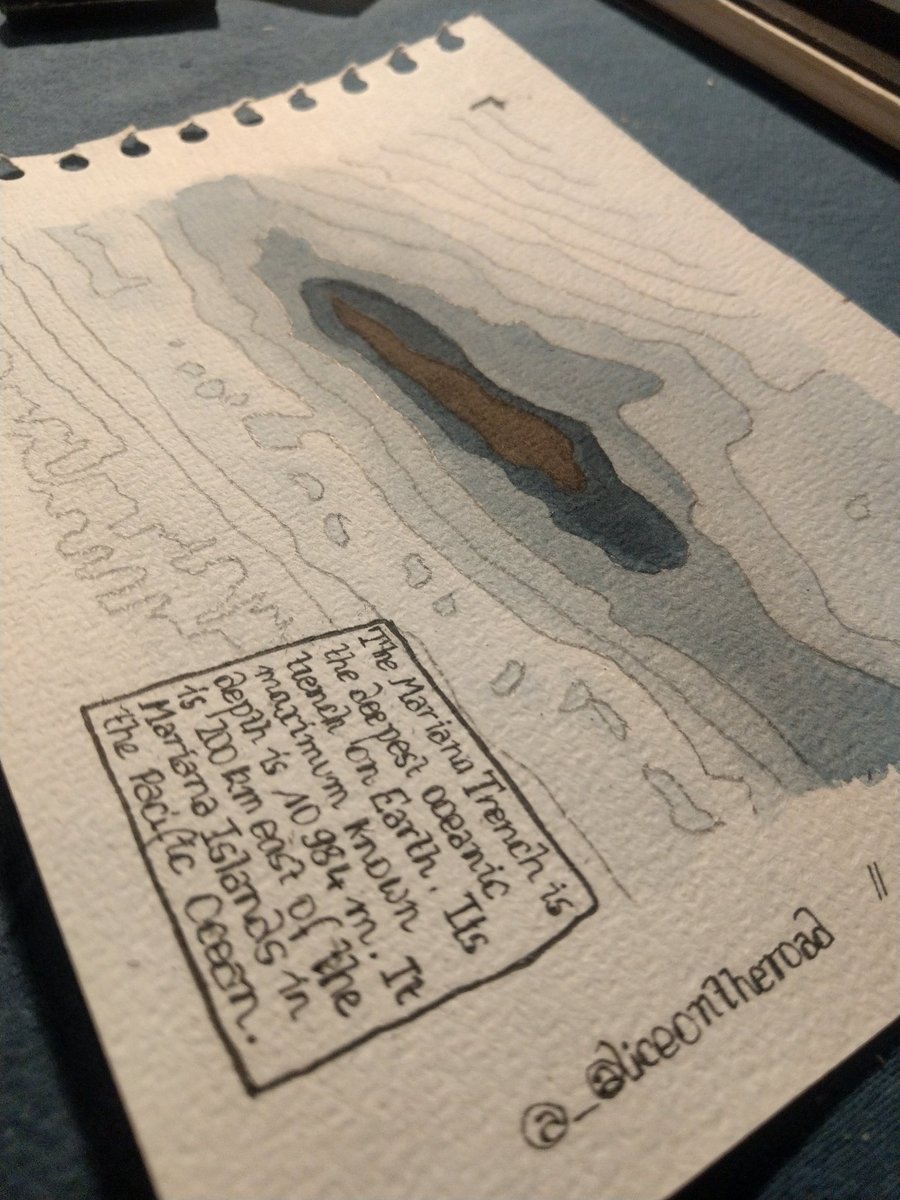 The Mariana Trench is
the deepest oceanic
trench on Earth. Its
maximum known
depth is 10 984 m. It
is 200 km east of the
Mariana Islands in
the Pacific Ocean.
@_aliceontheroad